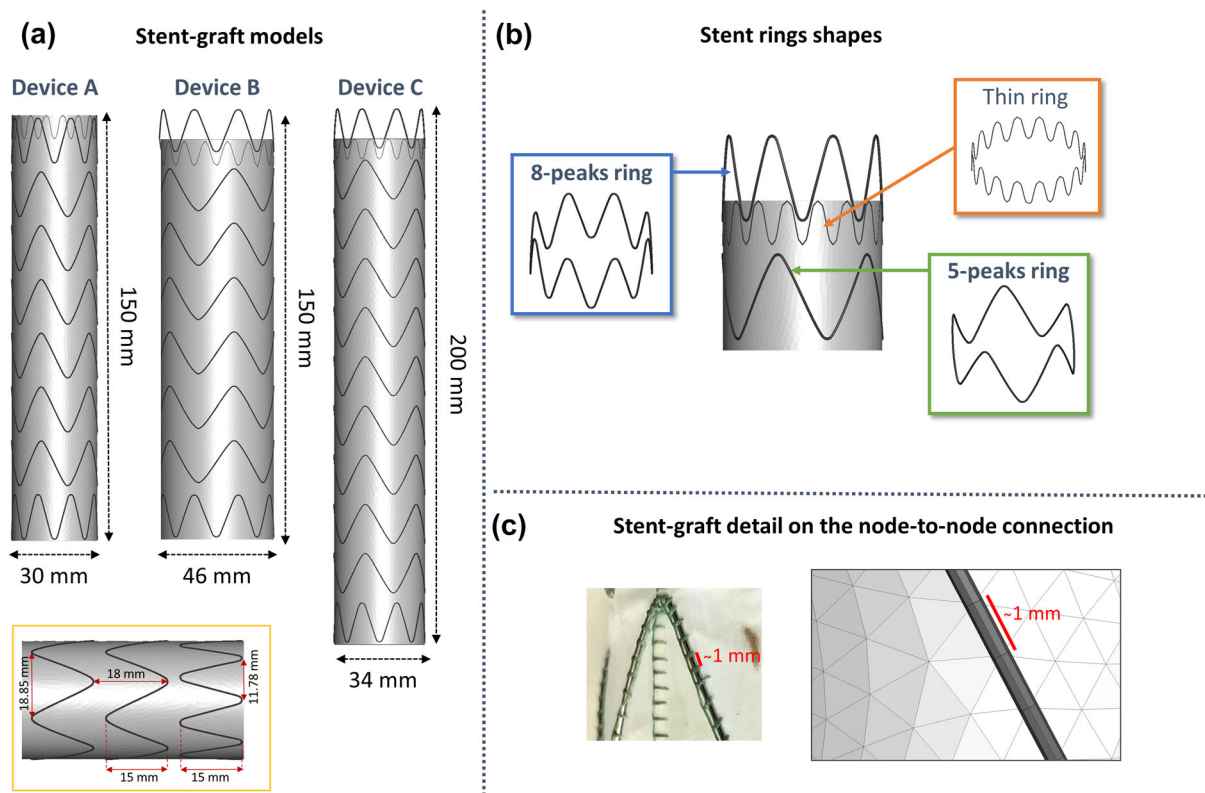 (a)
Stent-graft models
Device A
Device B
Device C
150 mm
150 mm
200 mm
30 mm
46 mm
34 mm
18.85 mm
18 mm
11.78 mm
15 mm
15 mm
(b)
Stent rings shapes
8-peaks ring
Thin ring
5-peaks ring
(c)
Stent-graft detail on the node-to-node connection
~1 mm
~1 mm